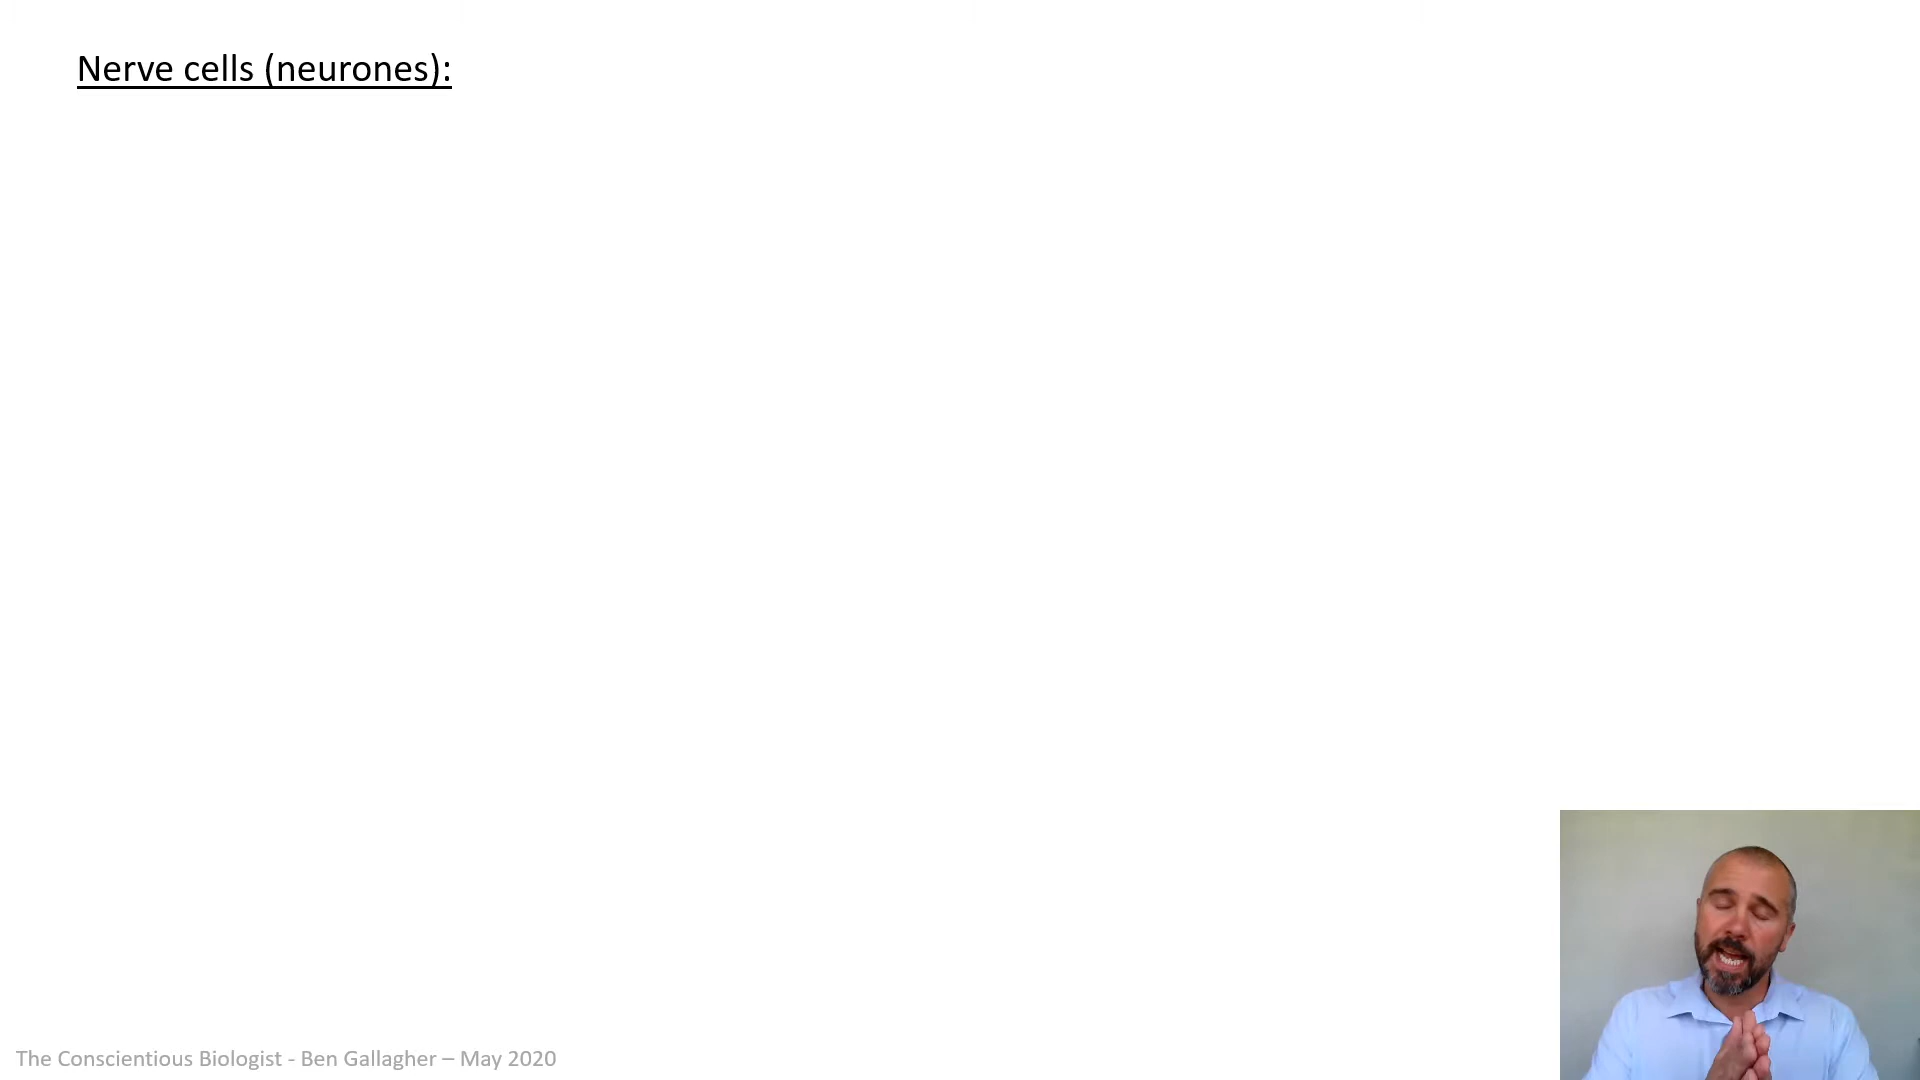 Nerve cells (neurones):
The Conscientious Biologist - Ben Gallagher – May 2020